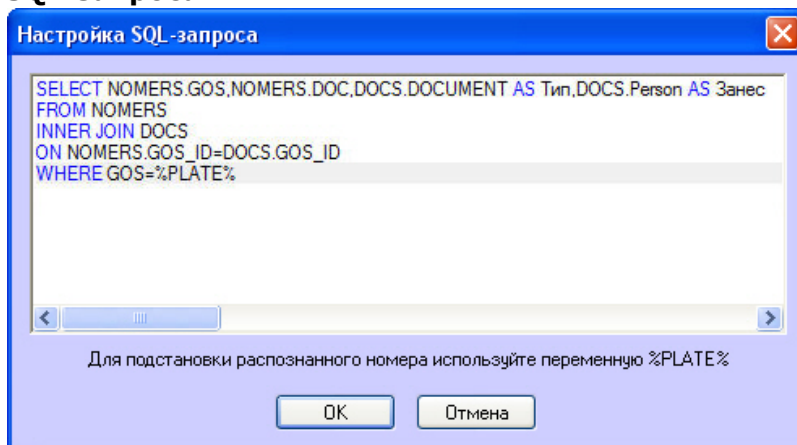 Настройка SQL-запроса
SELECT NOMERS.GOS,NOMERS.DOC,DOCS.DOCUMENT AS Тип,DOCS.Person AS Занес
FROM NOMERS
INNER JOIN DOCS
ON NOMERS.GOS_ID=DOCS.GOS_ID
WHERE GOS=%PLATE%
Для подстановки распознанного номера используйте переменную %PLATE%
OK Отмена